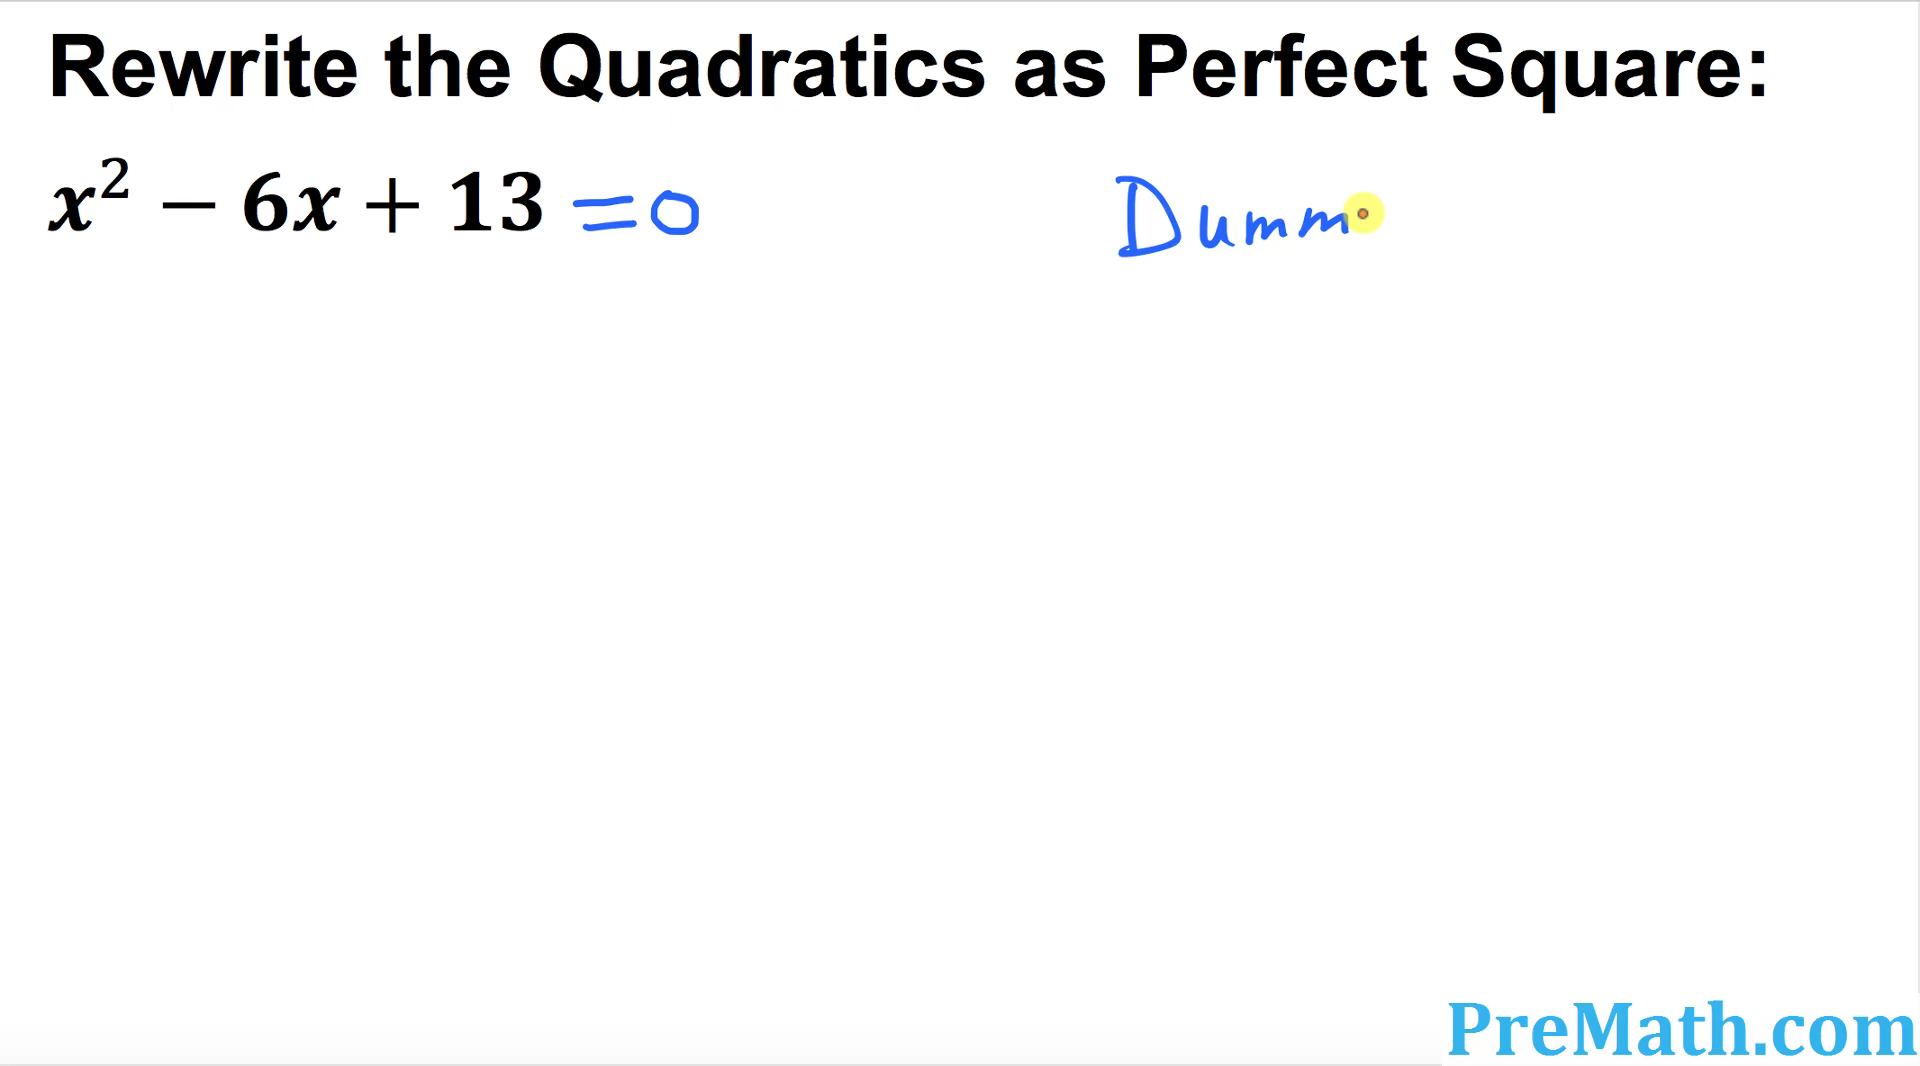 Rewrite the Quadratics as Perfect Square:
x² − 6x + 13 = 0 Dumm
PreMath.com